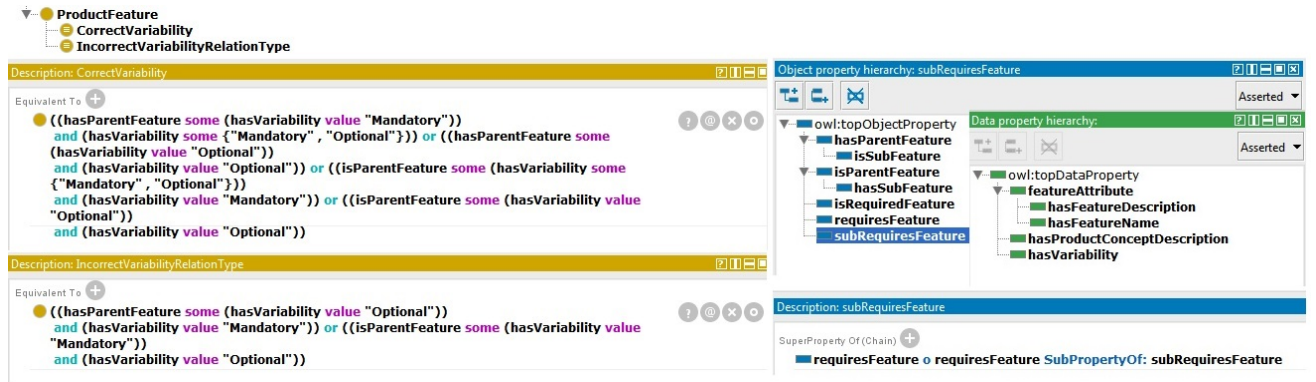 ProductFeature
CorrectVariability
IncorrectVariabilityRelationType
Description: CorrectVariability
Equivalent To
((hasParentFeature some (hasVariability value "Mandatory"))
and (hasVariability some {"Mandatory" , "Optional"})) or ((hasParentFeature some
(hasVariability value "Optional"))
and (hasVariability value "Optional")) or ((isParentFeature some (hasVariability some
{"Mandatory" , "Optional"}))
and (hasVariability value "Mandatory")) or ((isParentFeature some (hasVariability value
"Optional"))
and (hasVariability value "Optional"))
Description: IncorrectVariabilityRelationType
Equivalent To
((hasParentFeature some (hasVariability value "Optional"))
and (hasVariability value "Mandatory")) or ((isParentFeature some (hasVariability value
"Mandatory"))
and (hasVariability value "Optional"))
Object property hierarchy: subRequiresFeature
Asserted
owl:topObjectProperty
hasParentFeature
isSubFeature
isParentFeature
hasSubFeature
isRequiredFeature
requiresFeature
subRequiresFeature
Data property hierarchy:
Asserted
owl:topDataProperty
featureAttribute
hasFeatureDescription
hasFeatureName
hasProductConceptDescription
hasVariability
Description: subRequiresFeature
SuperProperty Of (Chain)
requiresFeature o requiresFeature SubPropertyOf: subRequiresFeature